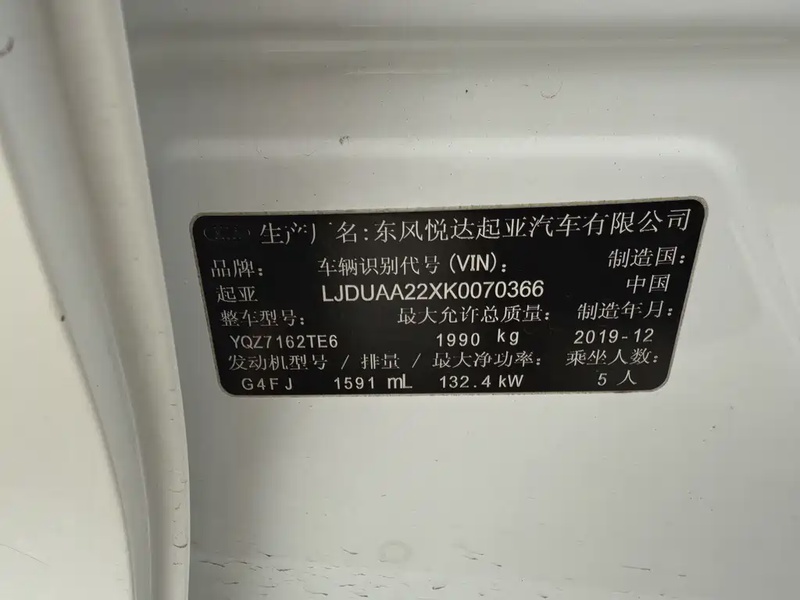 生产厂名:东风悦达起亚汽车有限公司
品牌: 车辆识别代号(VIN): 制造国:
起亚 LJDUAA22XK0070366 中国
整车型号: 最大允许总质量: 制造年月:
YQZ7162TE6 1990 kg 2019-12
发动机型号 / 排量 / 最大净功率: 乘坐人数:
G4FJ 1591 mL 132.4 kW 5 人